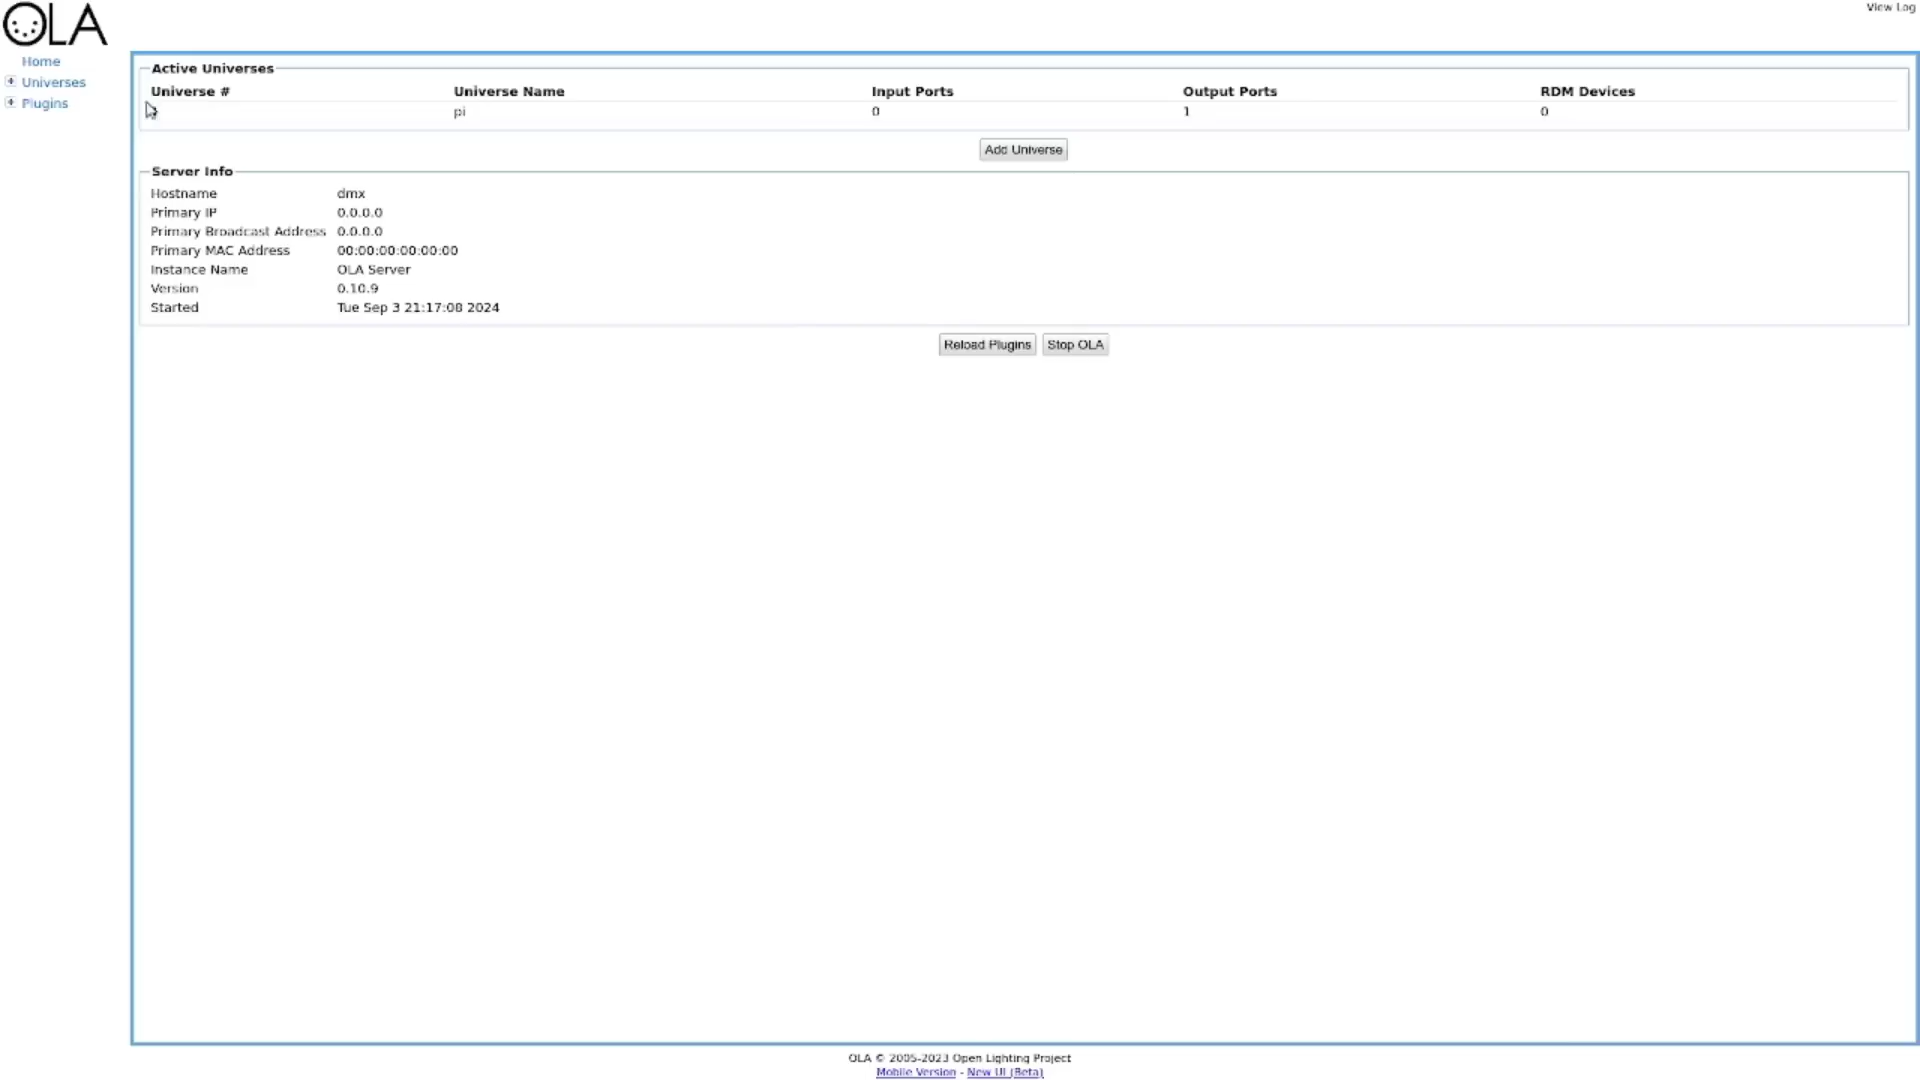 OLA
View Log
Home
Universes
Plugins
Active Universes
Universe # Universe Name Input Ports Output Ports RDM Devices
pi 0 1 0
Add Universe
Server Info
Hostname dmx
Primary IP 0.0.0.0
Primary Broadcast Address 0.0.0.0
Primary MAC Address 00:00:00:00:00:00
Instance Name OLA Server
Version 0.10.9
Started Tue Sep 3 21:17:08 2024
Reload Plugins Stop OLA
OLA © 2005-2023 Open Lighting Project
Mobile Version - New UI (Beta)